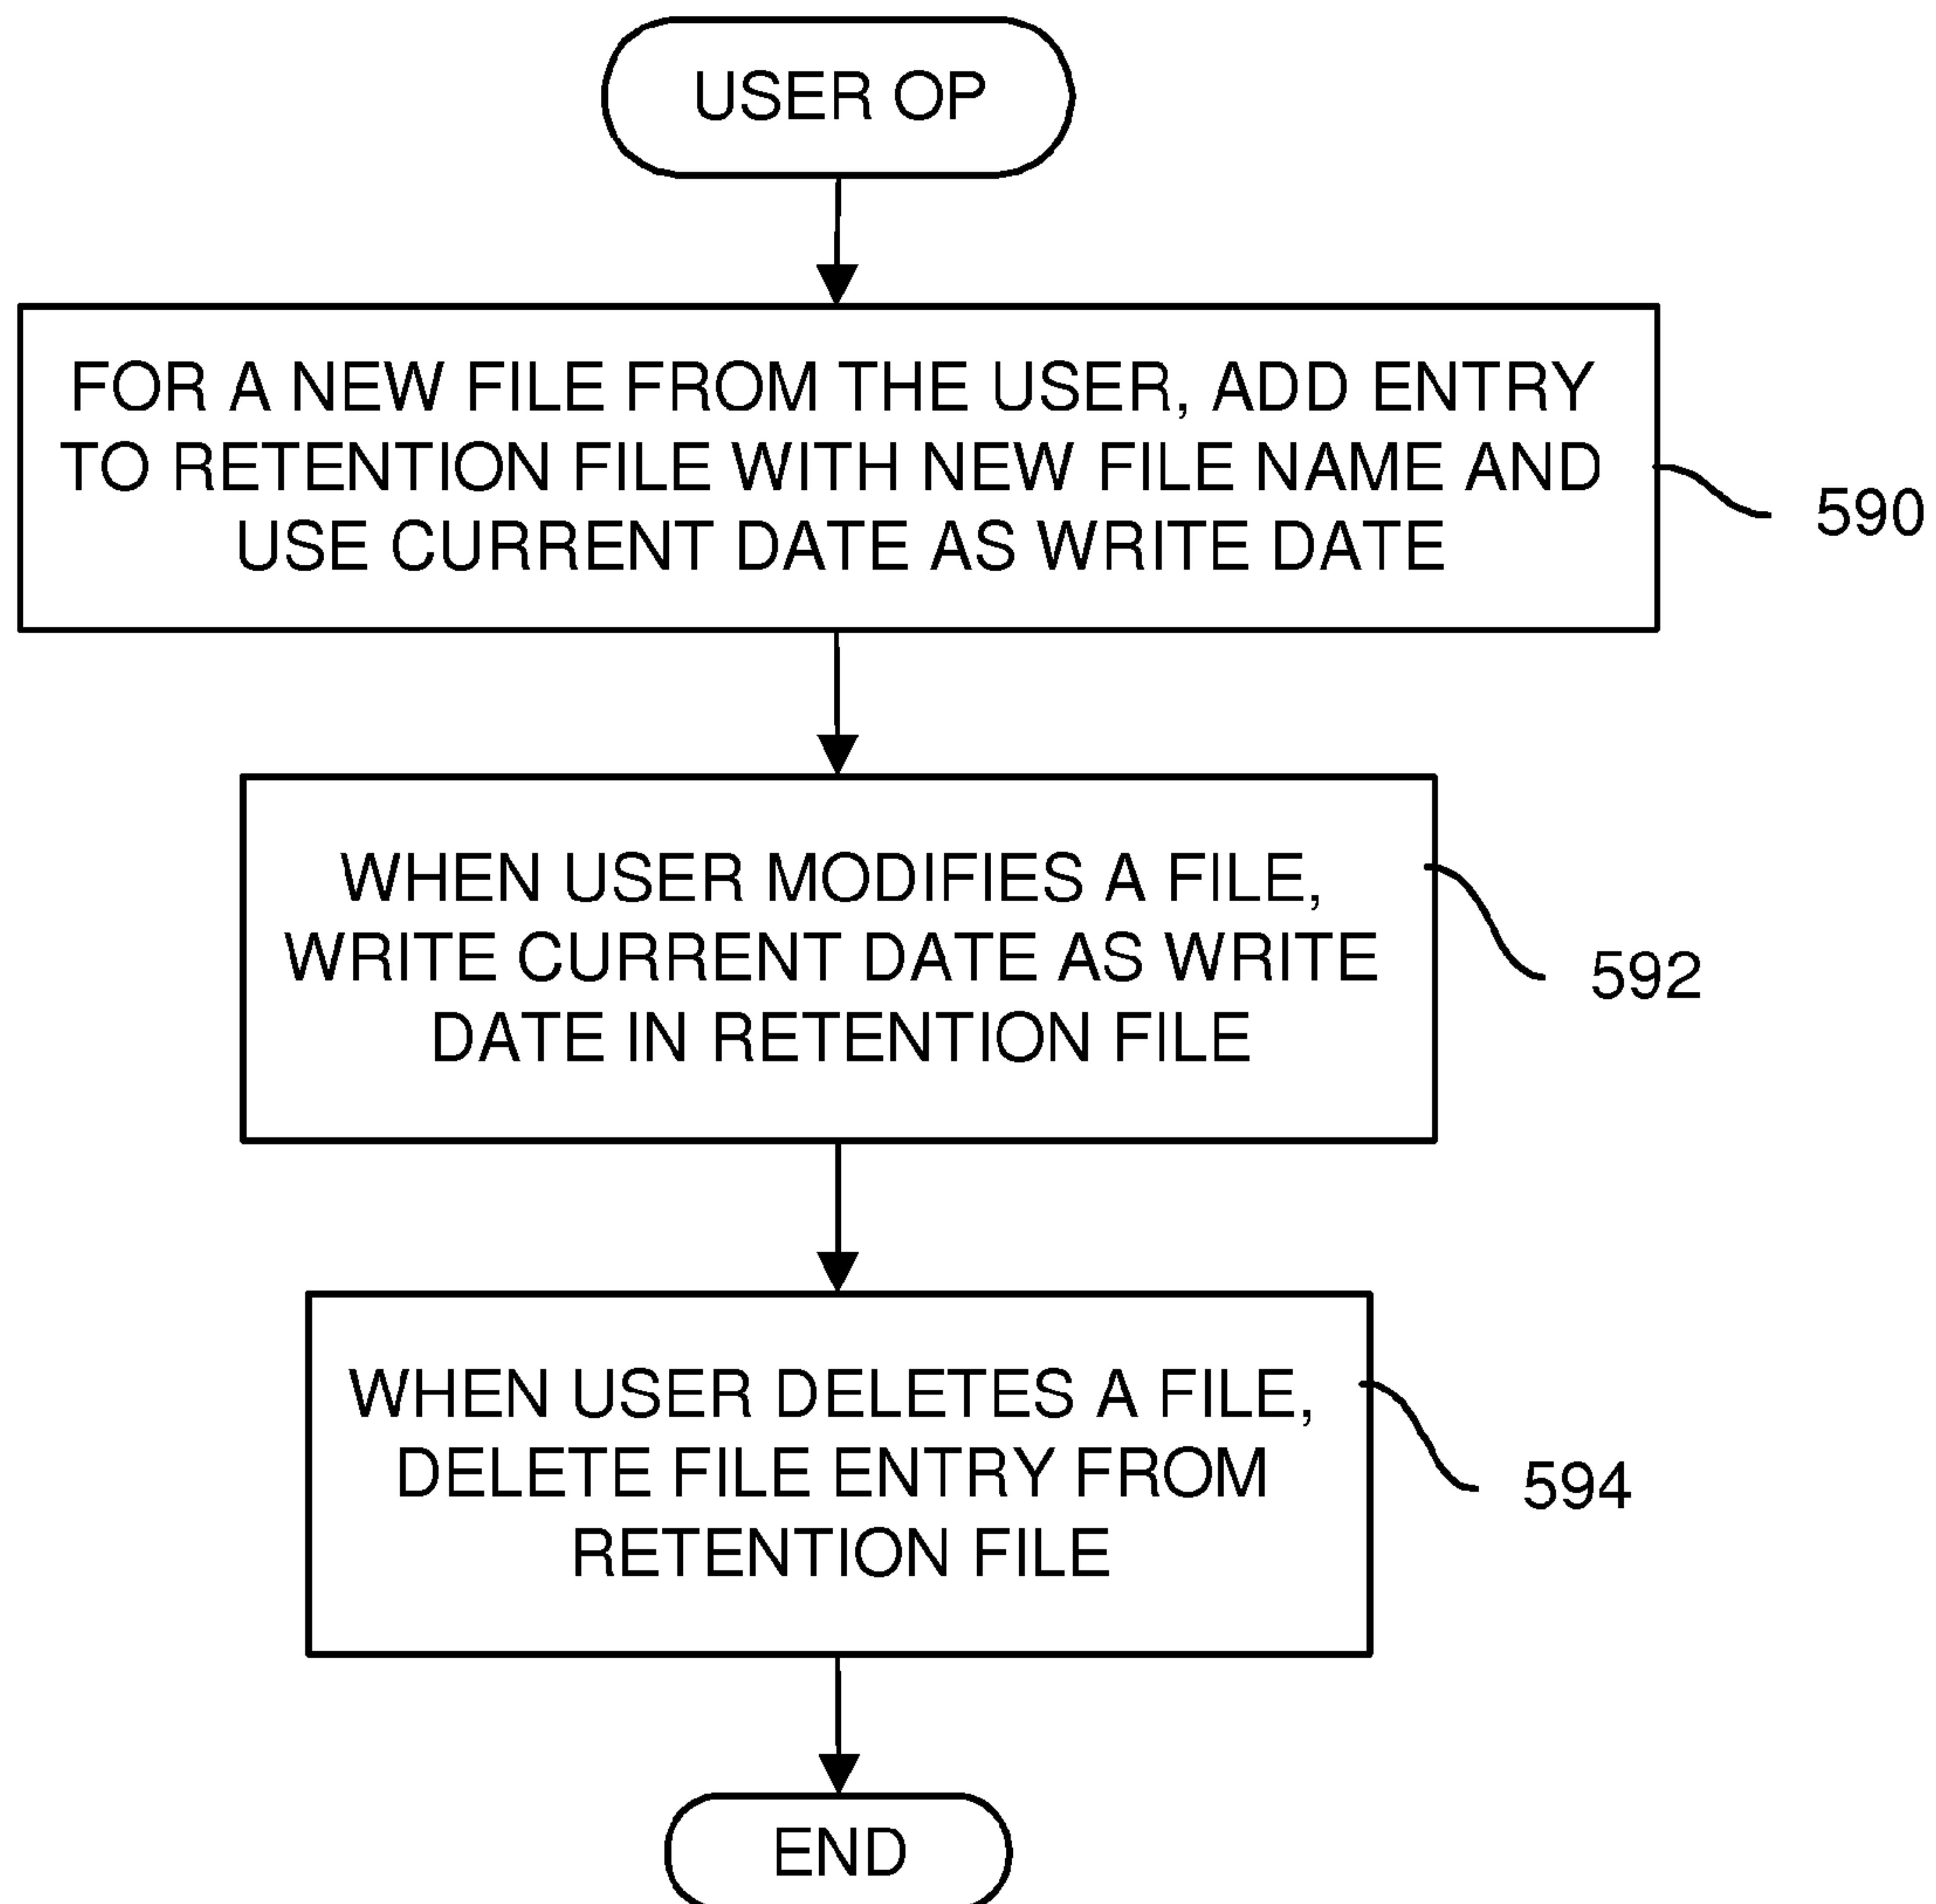 USER OP
FOR A NEW FILE FROM THE USER, ADD ENTRY
TO RETENTION FILE WITH NEW FILE NAME AND
USE CURRENT DATE AS WRITE DATE
590
WHEN USER MODIFIES A FILE,
WRITE CURRENT DATE AS WRITE
DATE IN RETENTION FILE
592
WHEN USER DELETES A FILE,
DELETE FILE ENTRY FROM
RETENTION FILE
594
END